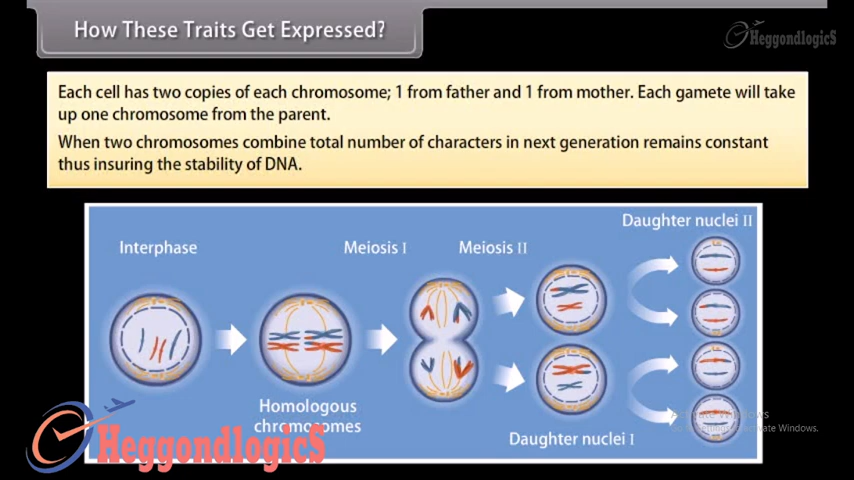 How These Traits Get Expressed?
HeggondlogicS
Each cell has two copies of each chromosome; 1 from father and 1 from mother. Each gamete will take
up one chromosome from the parent.
When two chromosomes combine total number of characters in next generation remains constant
thus insuring the stability of DNA.
Daughter nuclei II
Interphase
Meiosis I
Meiosis II
Homologous
chromosomes
Daughter nuclei I
HeggondlogicS
Windows
Windows.